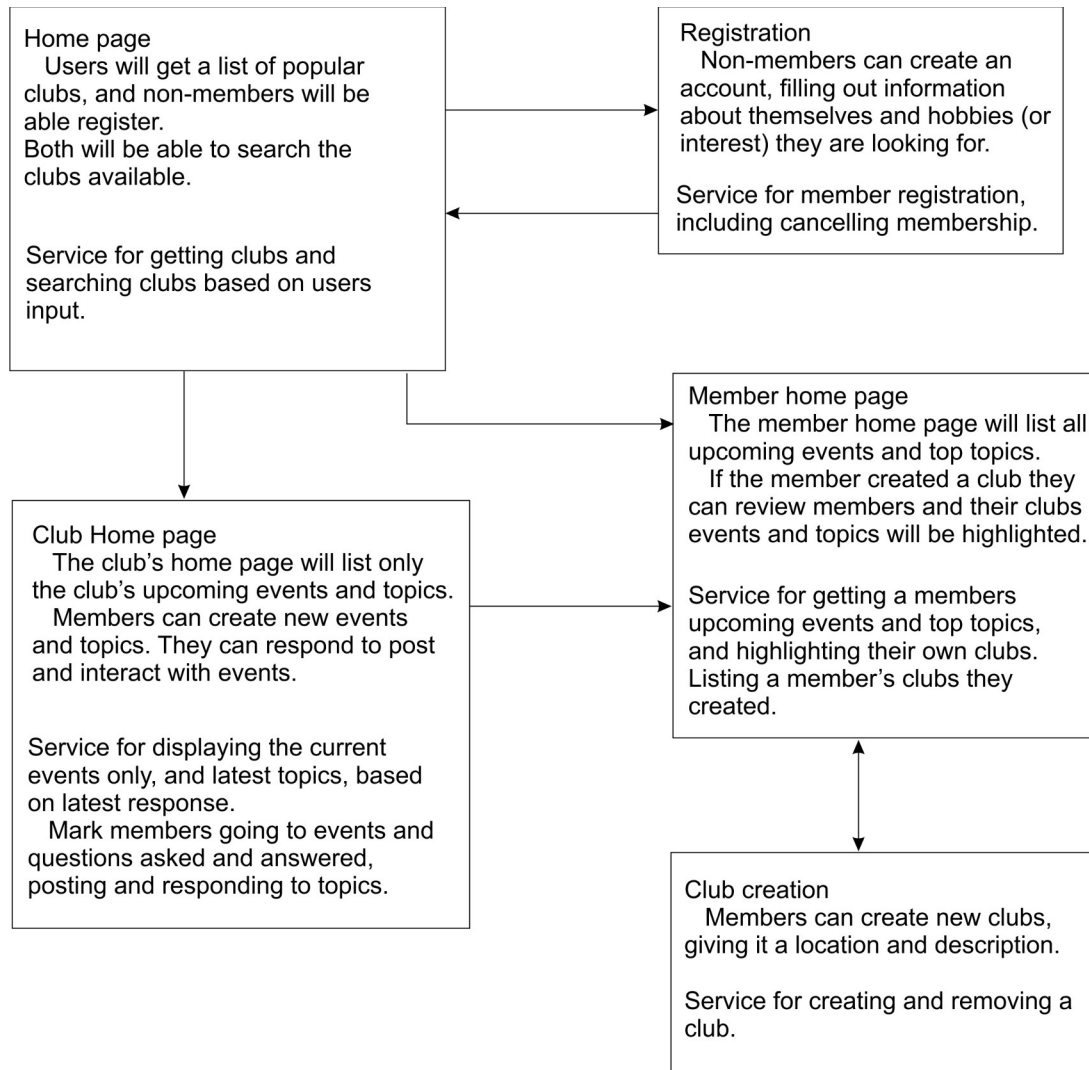 Home page
Users will get a list of popular
clubs, and non-members will be
able register.
Both will be able to search the
clubs available.
Service for getting clubs and
searching clubs based on users
input.
Registration
Non-members can create an
account, filling out information
about themselves and hobbies (or
interest) they are looking for.
Service for member registration,
including cancelling membership.
Member home page
The member home page will list all
upcoming events and top topics.
If the member created a club they
can review members and their clubs
events and topics will be highlighted.
Service for getting a members
upcoming events and top topics,
and highlighting their own clubs.
Listing a member’s clubs they
created.
Club Home page
The club’s home page will list only
the club’s upcoming events and topics.
Members can create new events
and topics. They can respond to post
and interact with events.
Service for displaying the current
events only, and latest topics, based
on latest response.
Mark members going to events and
questions asked and answered,
posting and responding to topics.
Club creation
Members can create new clubs,
giving it a location and description.
Service for creating and removing a
club.